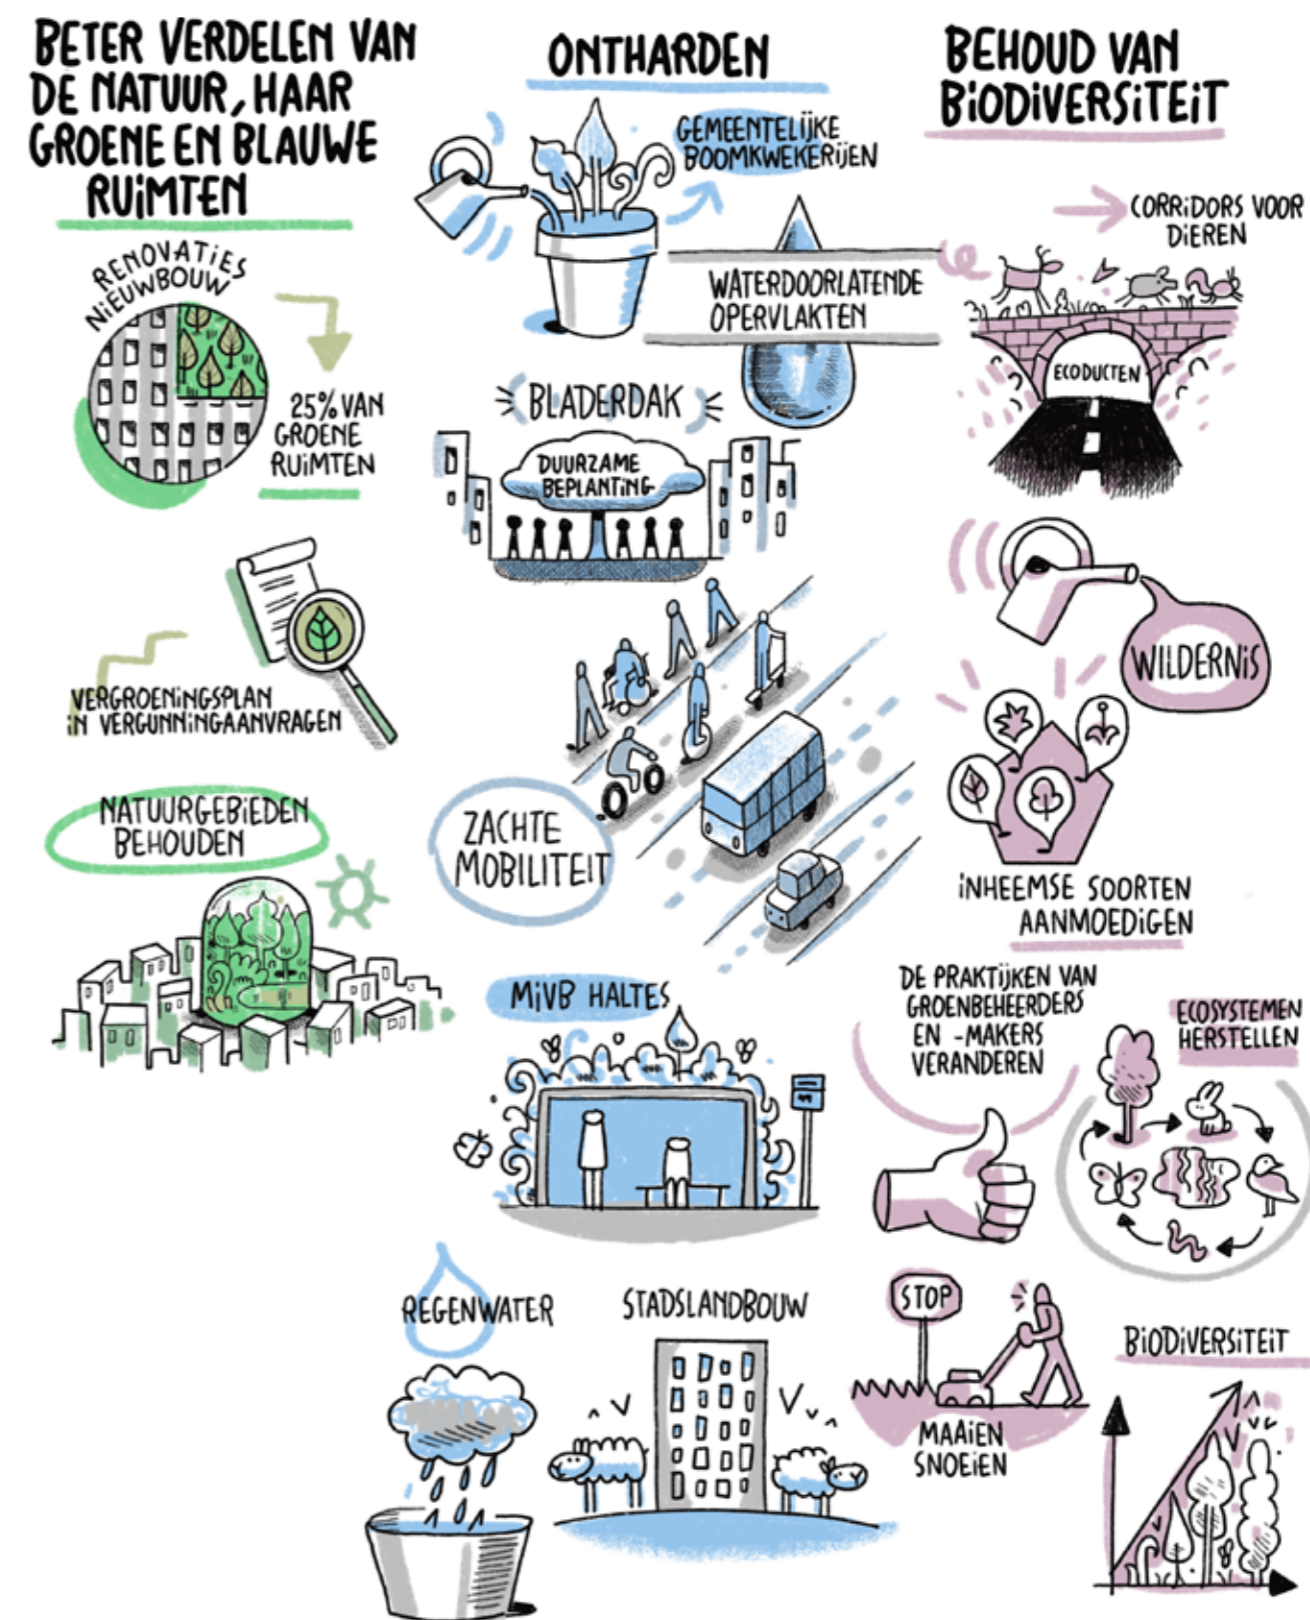 BETER VERDELEN VAN
DE NATUUR, HAAR
GROENE EN BLAUWE
RUIMTEN
RENOVATIES
NIEUWBOUW
25% VAN
GROENE
RUIMTEN
VERGROENINGSPLAN
IN VERGUNNINGAANVRAGEN
NATUURGEBIEDEN
BEHOUDEN
ONTHARDEN
GEMEENTELIJKE
BOOMKWEKERIJEN
WATERDOORLATENDE
OPERVLAKTEN
BLADERDAK
DUURZAME
BEPLANTING
ZACHTE
MOBILITEIT
MIVB HALTES
REGENWATER
STADSLANDBOUW
BEHOUD VAN
BIODIVERSITEIT
CORRIDORS VOOR
DIEREN
ECODUCTEN
WILDERNIS
INHEEMSE SOORTEN
AANMOEDIGEN
DE PRAKTIJKEN VAN
GROENBEHEERDERS
EN -MAKERS
VERANDEREN
ECOSYSTEMEN
HERSTELLEN
STOP
MAAIEN
SNOEIEN
BIODIVERSITEIT